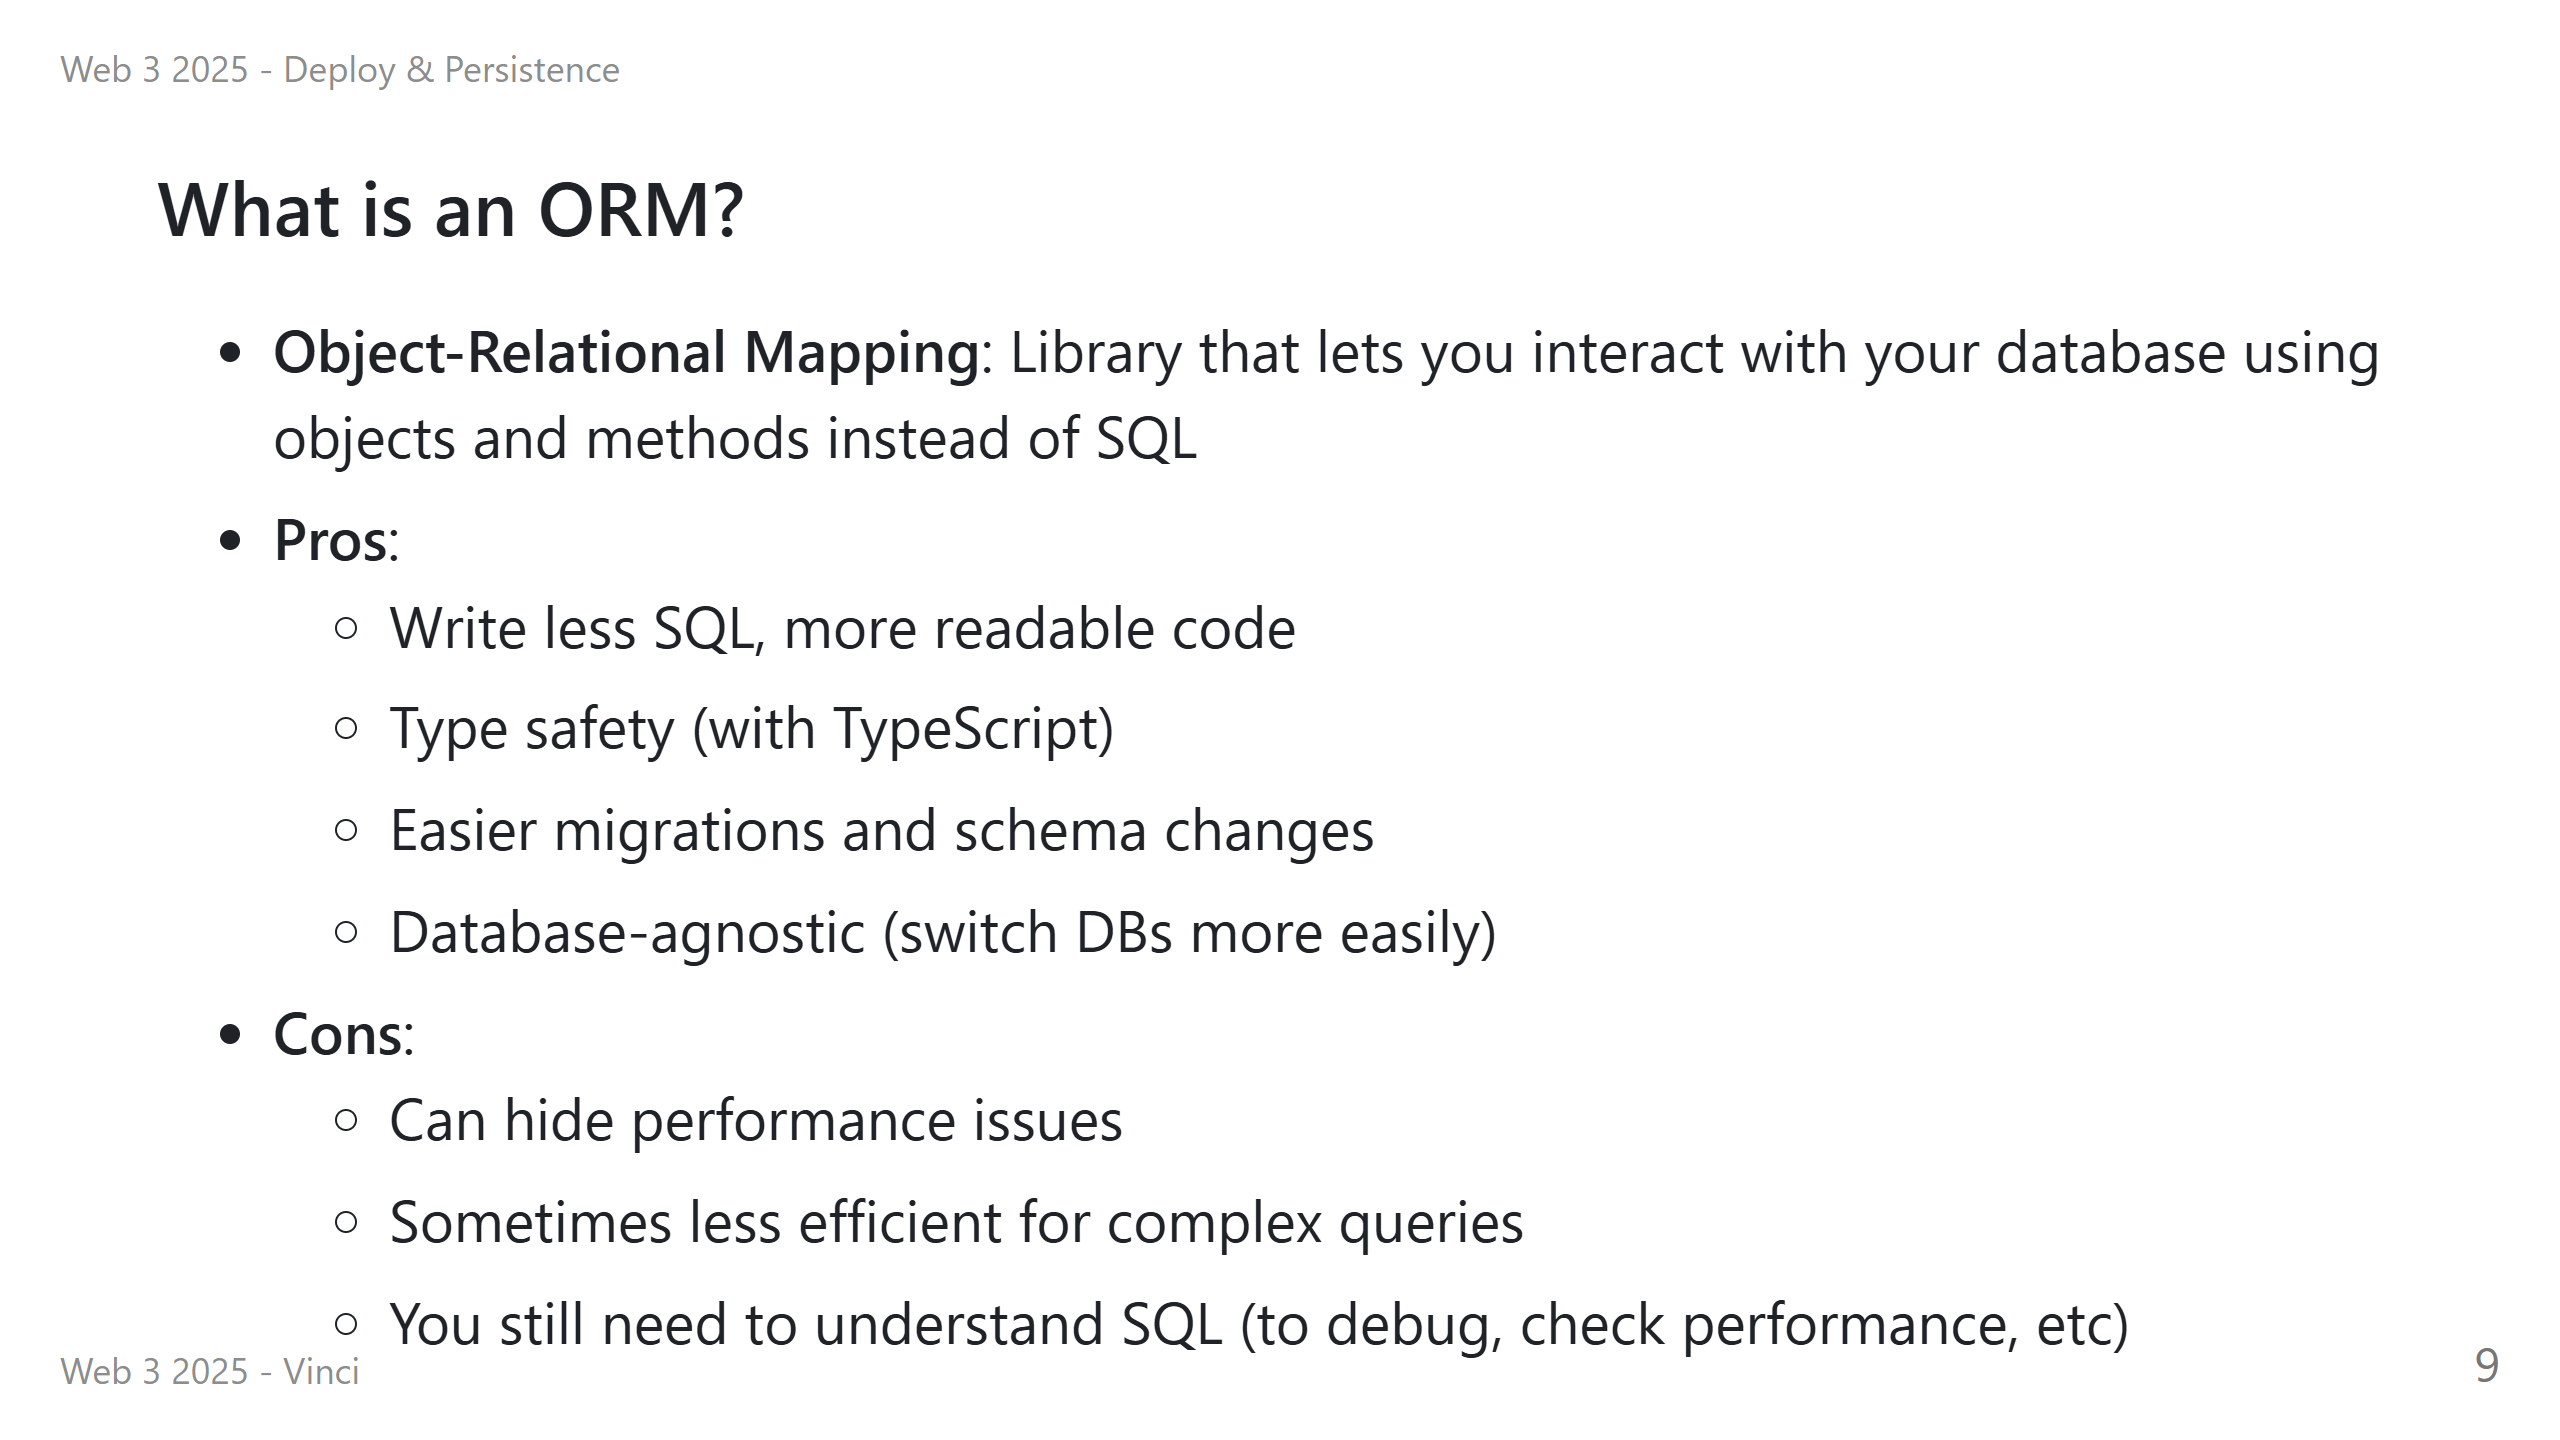 Web 3 2025 - Deploy & Persistence
What is an ORM?
Object-Relational Mapping: Library that lets you interact with your database using
objects and methods instead of SQL
Pros:
Write less SQL, more readable code
Type safety (with TypeScript)
Easier migrations and schema changes
Database-agnostic (switch DBs more easily)
Cons:
Can hide performance issues
Sometimes less efficient for complex queries
You still need to understand SQL (to debug, check performance, etc)
Web 3 2025 - Vinci
9